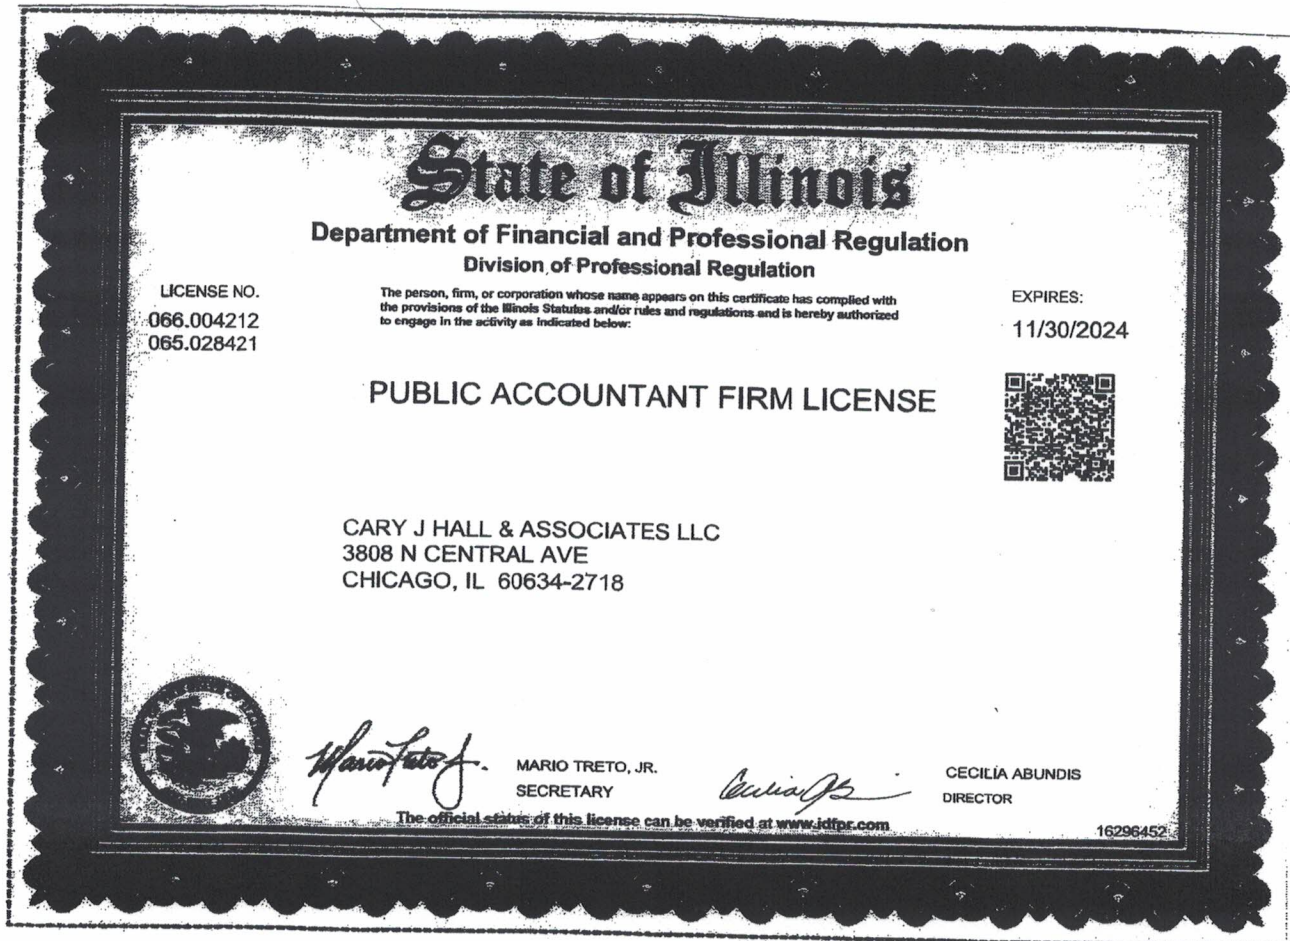 State of Illinois
Department of Financial and Professional Regulation
Division of Professional Regulation
LICENSE NO.
066.004212
065.028421
The person, firm, or corporation whose name appears on this certificate has complied with
the provisions of the Illinois Statutes and/or rules and regulations and is hereby authorized
to engage in the activity as indicated below:
EXPIRES:
11/30/2024
PUBLIC ACCOUNTANT FIRM LICENSE
CARY J HALL & ASSOCIATES LLC
3808 N CENTRAL AVE
CHICAGO, IL 60634-2718
Mario Treto Jr.
MARIO TRETO, JR.
SECRETARY
CECILIA ABUNDIS
DIRECTOR
The official status of this license can be verified at www.idfpr.com
16296452